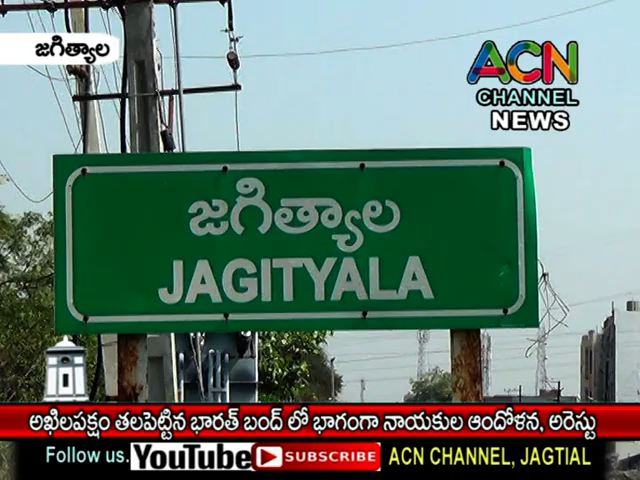 జగిత్యాల
ACN
CHANNEL
NEWS
జగిత్యాల
JAGITYALA
అఖిలపక్షం తలపెట్టిన భారత్ బంద్ లో భాగంగా నాయకుల ఆందోళన, అరెస్టు
Follow us. YouTube SUBSCRIBE ACN CHANNEL, JAGTIAL